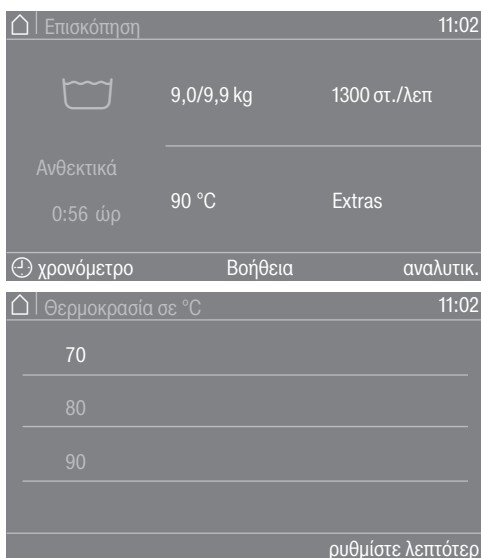 Επισκόπηση 11:02
9,0/9,9 kg 1300 στ./λεπ
Ανθεκτικά
0:56 ώρ
90 °C Extras
χρονόμετρο Βοήθεια αναλυτικ.
Θερμοκρασία σε °C 11:02
70
80
90
ρυθμίστε λεπτότερ